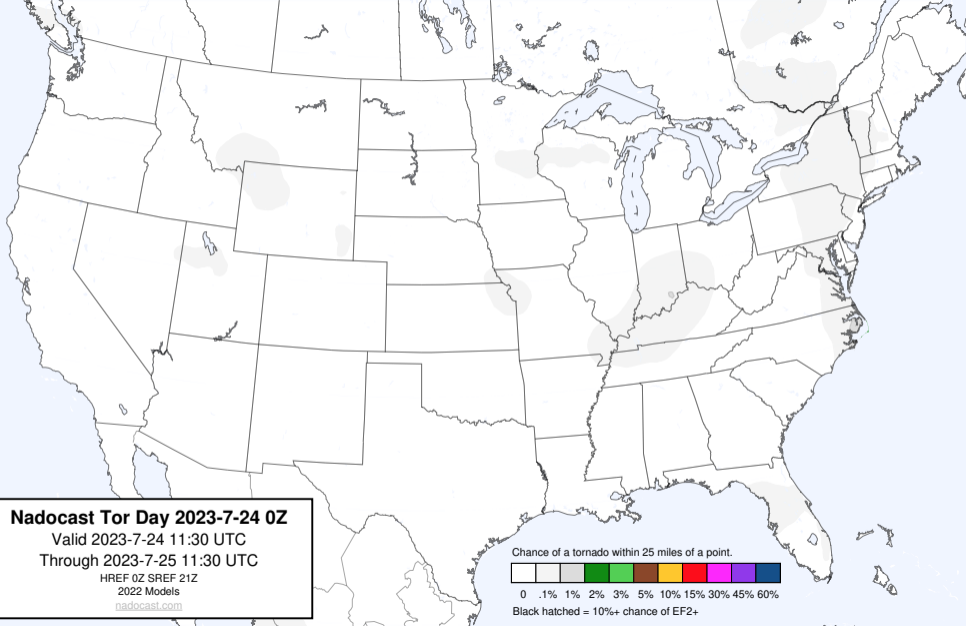 Nadocast Tor Day 2023-7-24 0Z
Valid 2023-7-24 11:30 UTC
Through 2023-7-25 11:30 UTC
HREF 0Z SREF 21Z
2022 Models
nadocast.com
Chance of a tornado within 25 miles of a point.
0 .1% 1% 2% 3% 5% 10% 15% 30% 45% 60%
Black hatched = 10%+ chance of EF2+